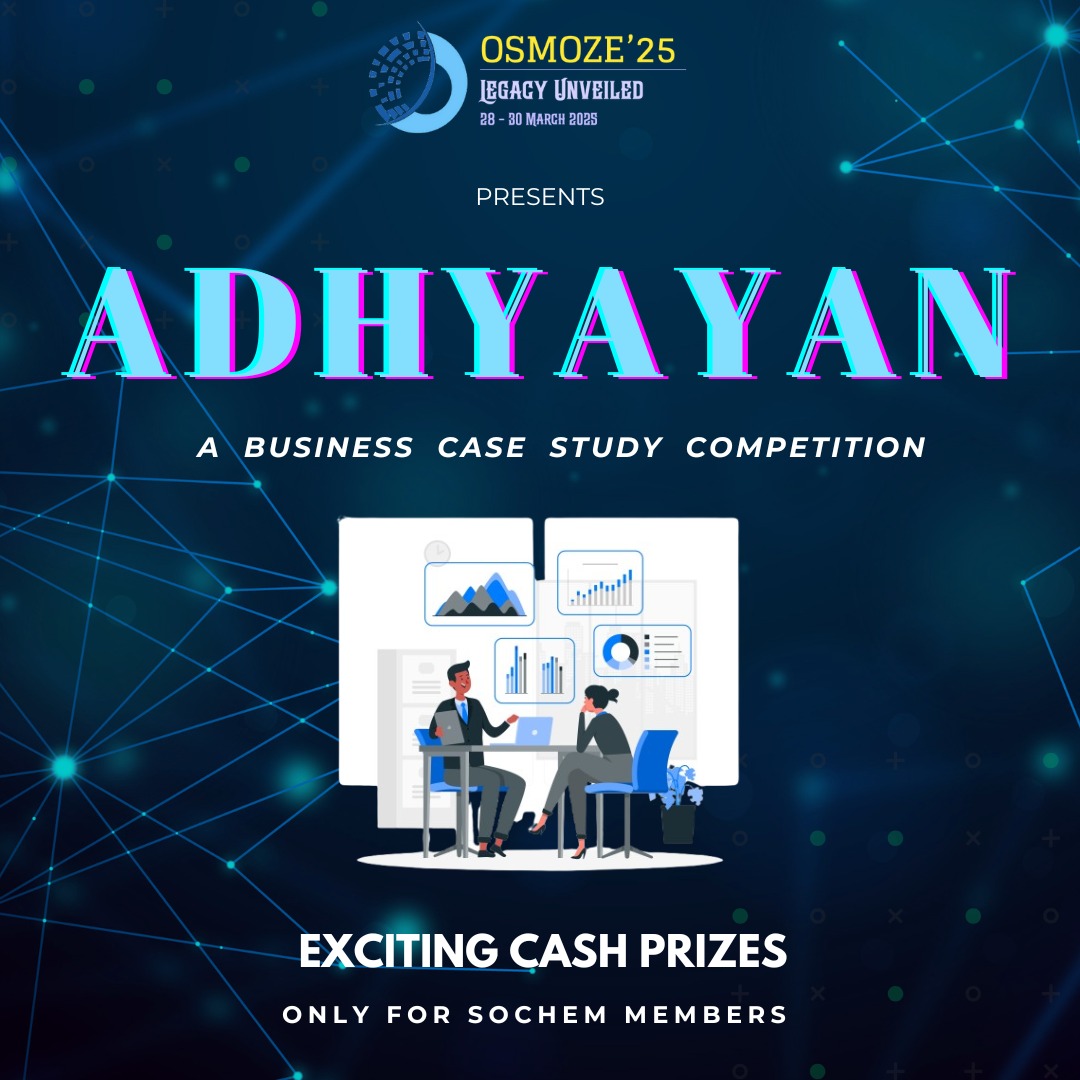 OSMOZE'25
LEGACY UNVEILED
28 - 30 MARCH 2025
PRESENTS
ADHYAYAN
A BUSINESS CASE STUDY COMPETITION
EXCITING CASH PRIZES
ONLY FOR SOCHEM MEMBERS